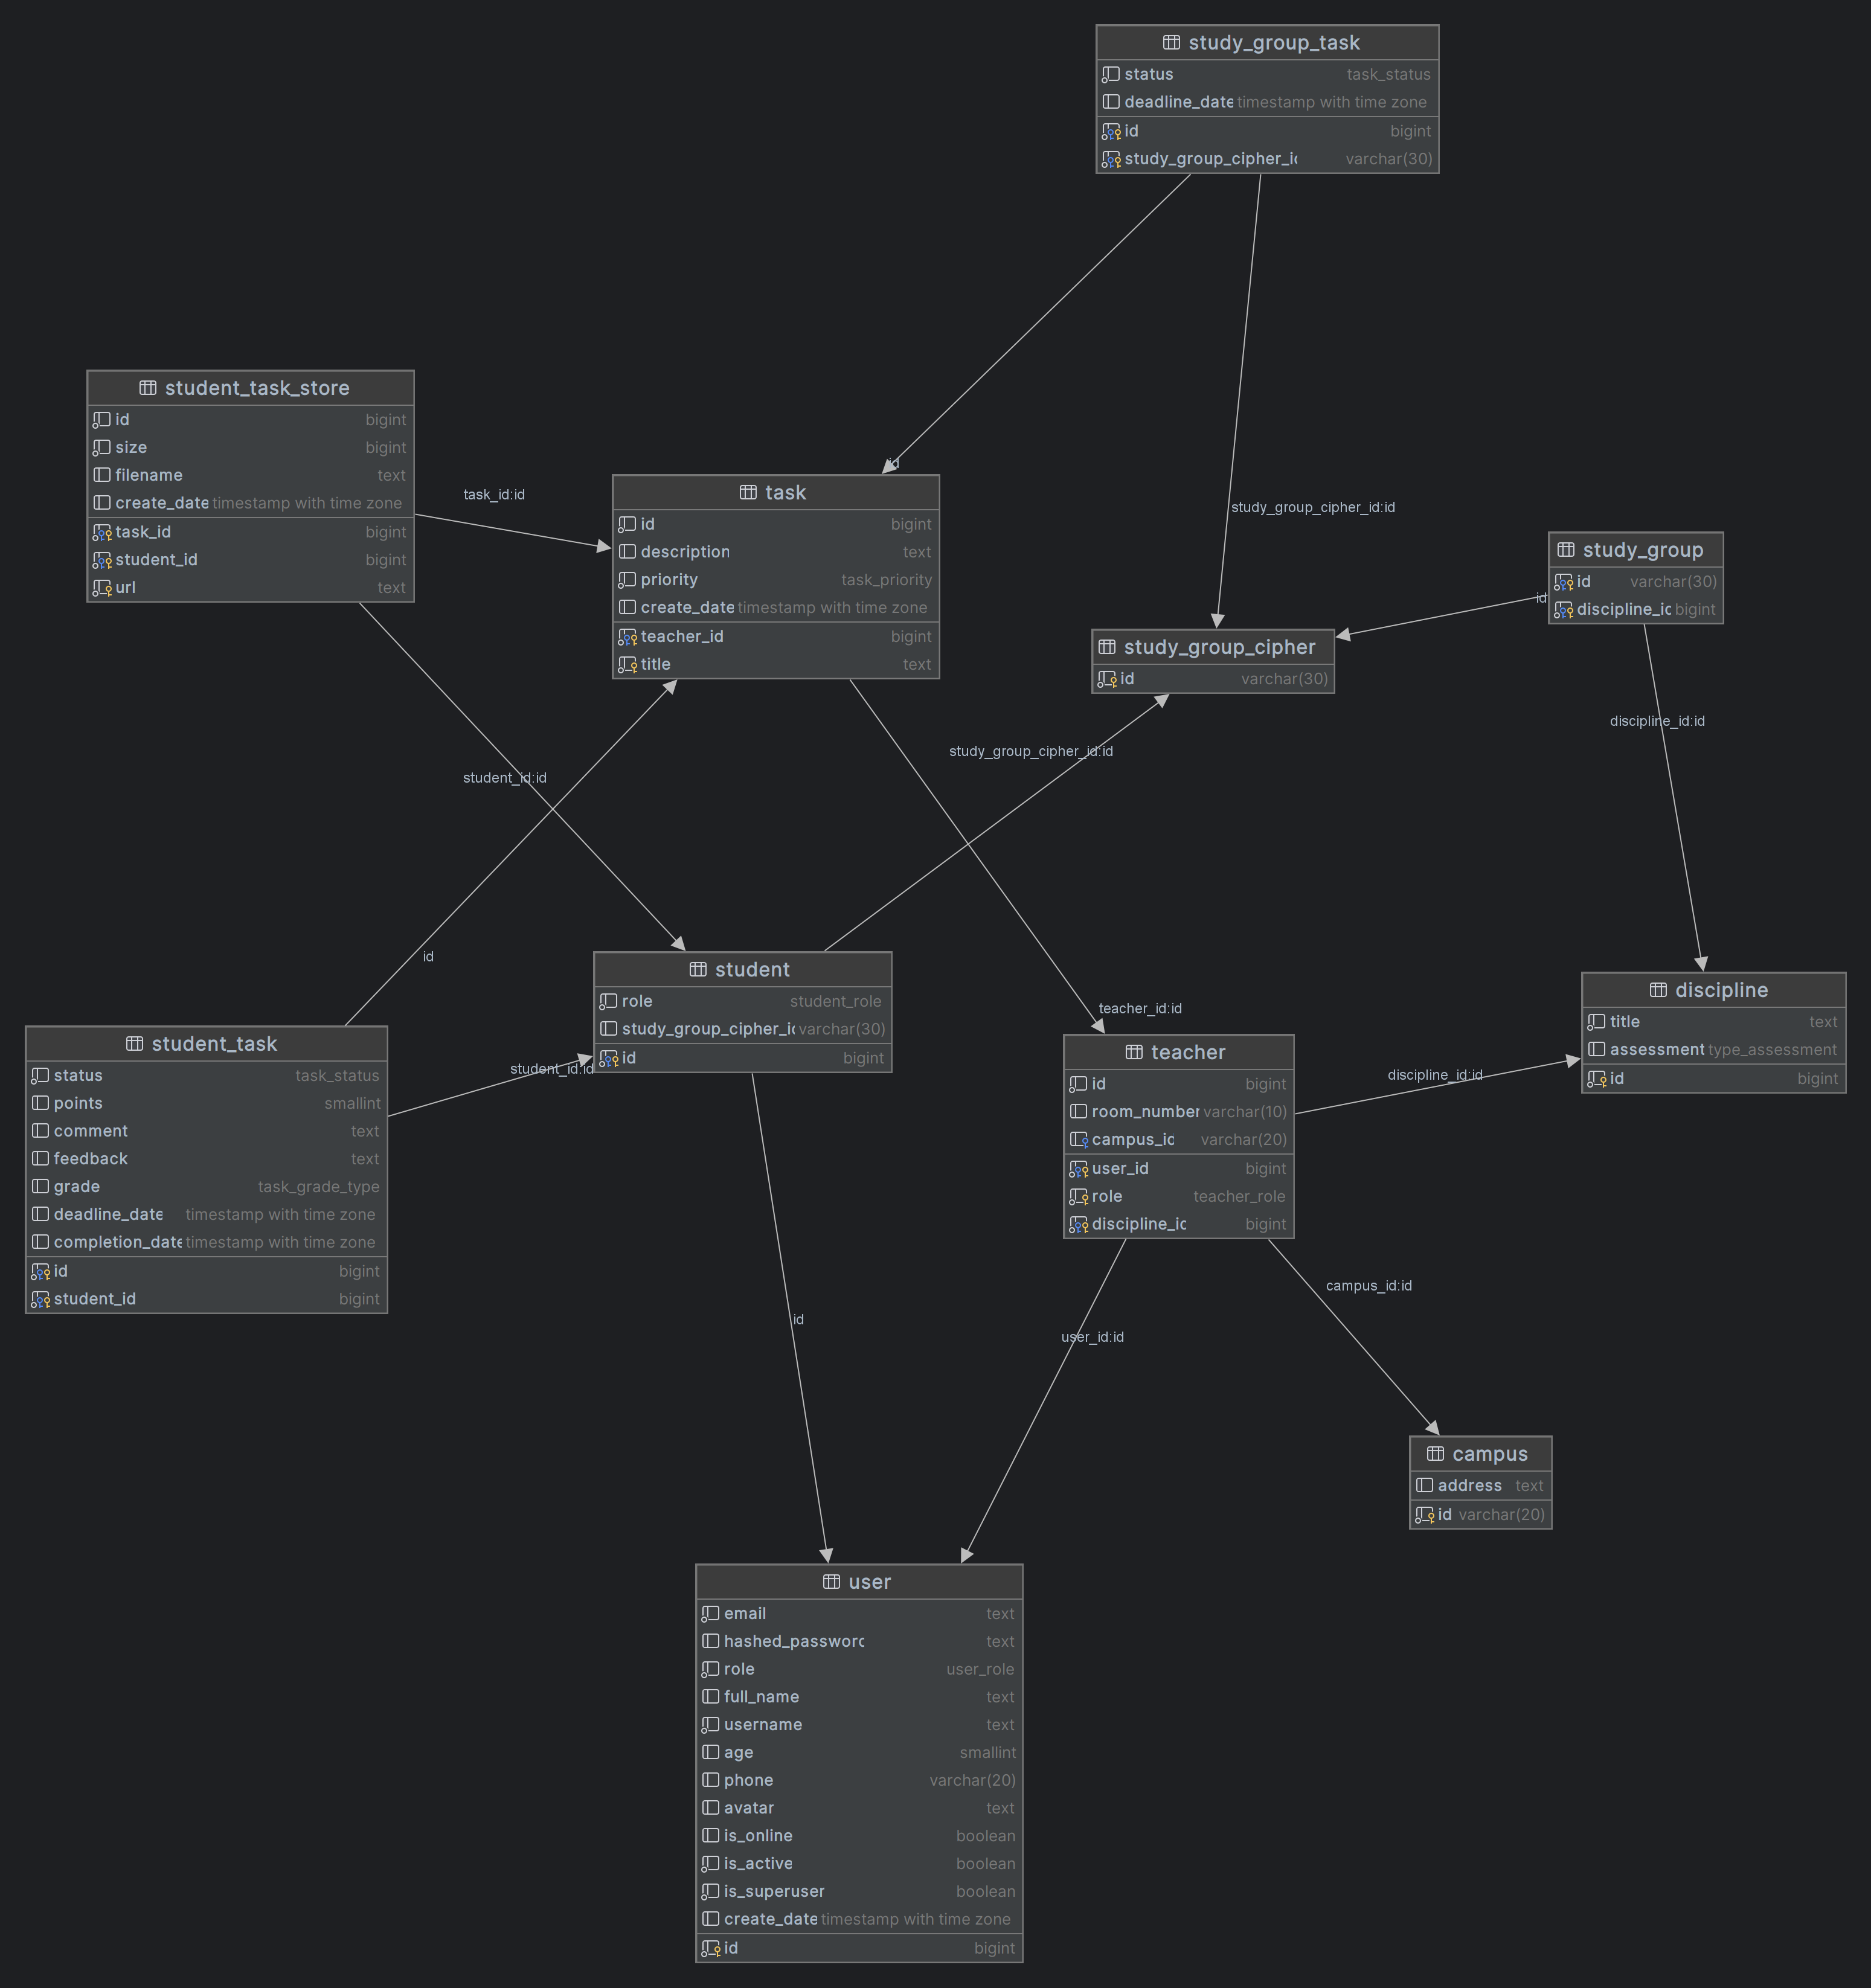 study_group_task
status task_status
deadline_date timestamp with time zone
id bigint
study_group_cipher_ic varchar(30)
student_task_store
id bigint
size bigint
filename text
create_date timestamp with time zone
task_id bigint
student_id bigint
url text
task_id:id
id
task
id bigint
description text
priority task_priority
create_date timestamp with time zone
teacher_id bigint
title text
study_group_cipher_id:id
study_group
id varchar(30)
discipline_ic bigint
id
study_group_cipher
id varchar(30)
discipline_id:id
study_group_cipher_id:id
student_id:id
id
student
role student_role
study_group_cipher_ic varchar(30)
id bigint
teacher_id:id
discipline
title text
assessment type_assessment
id bigint
student_task
status task_status
points smallint
comment text
feedback text
grade task_grade_type
deadline_date timestamp with time zone
completion_date timestamp with time zone
id bigint
student_id bigint
student_id:id
teacher
id bigint
room_number varchar(10)
campus_ic varchar(20)
user_id bigint
role teacher_role
discipline_ic bigint
discipline_id:id
campus_id:id
id
user_id:id
campus
address text
id varchar(20)
user
email text
hashed_passworc text
role user_role
full_name text
username text
age smallint
phone varchar(20)
avatar text
is_online boolean
is_active boolean
is_superuser boolean
create_date timestamp with time zone
id bigint